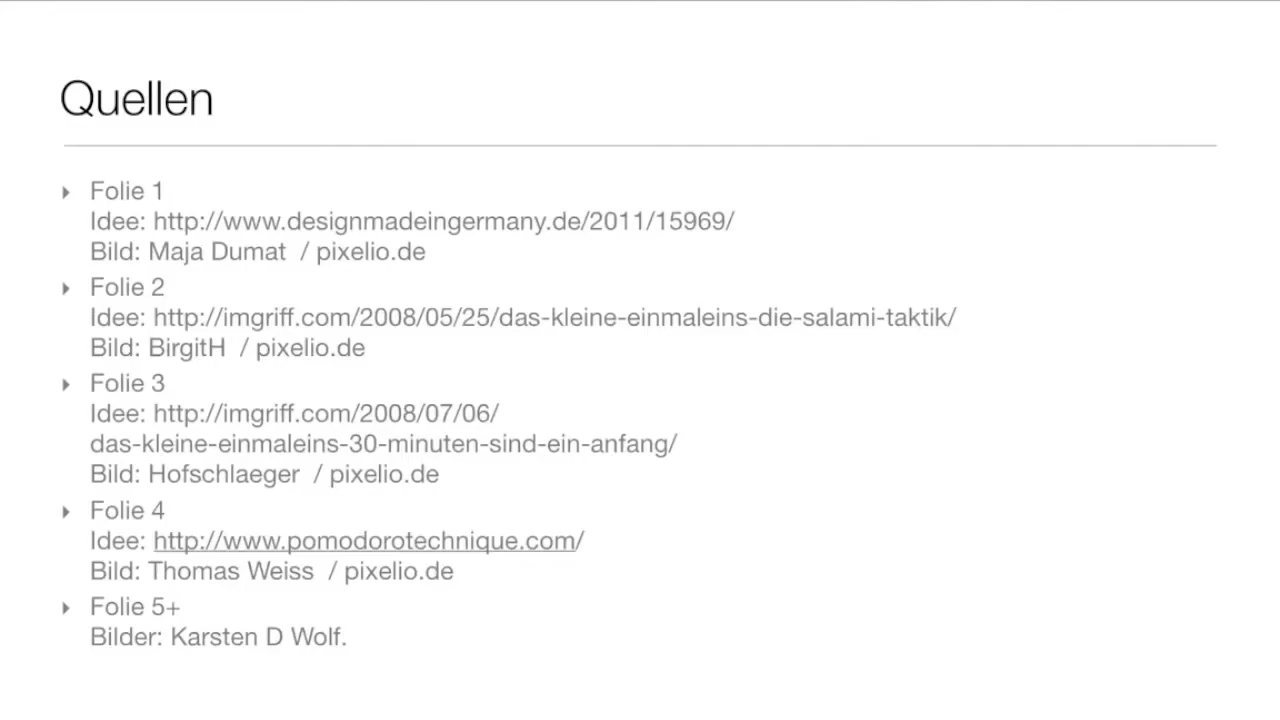 Quellen
Folie 1
Idee: http://www.designmadeingermany.de/2011/15969/
Bild: Maja Dumat / pixelio.de
Folie 2
Idee: http://imgriff.com/2008/05/25/das-kleine-einmaleins-die-salami-taktik/
Bild: BirgitH / pixelio.de
Folie 3
Idee: http://imgriff.com/2008/07/06/
das-kleine-einmaleins-30-minuten-sind-ein-anfang/
Bild: Hofschlaeger / pixelio.de
Folie 4
Idee: http://www.pomodorotechnique.com/
Bild: Thomas Weiss / pixelio.de
Folie 5+
Bilder: Karsten D Wolf.